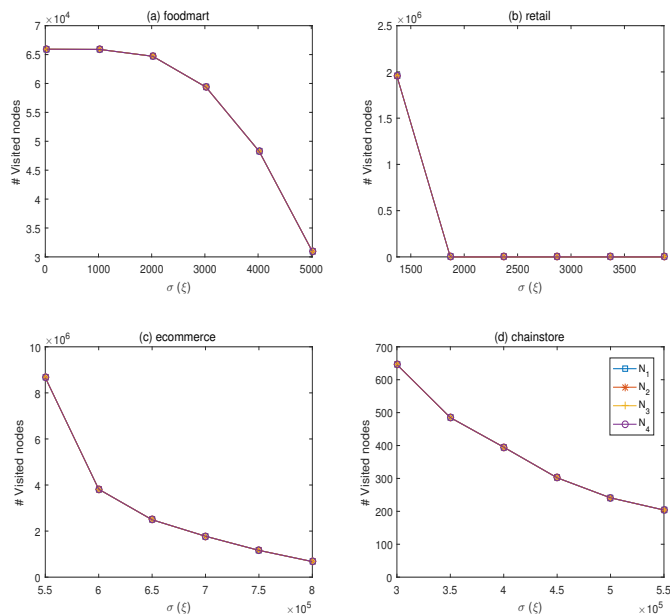 (a) foodmart
×10^4
7
6.5
6
5.5
5
4.5
4
3.5
3
# Visited nodes
0 1000 2000 3000 4000 5000
σ (ξ)
(b) retail
×10^6
2.5
2
1.5
1
0.5
0
# Visited nodes
1500 2000 2500 3000 3500
σ (ξ)
(c) ecommerce
×10^6
10
8
6
4
2
0
# Visited nodes
5.5 6 6.5 7 7.5 8
σ (ξ)
×10^5
(d) chainstore
700
600
500
400
300
200
100
0
# Visited nodes
3 3.5 4 4.5 5 5.5
σ (ξ)
×10^5
N_1
N_2
N_3
N_4